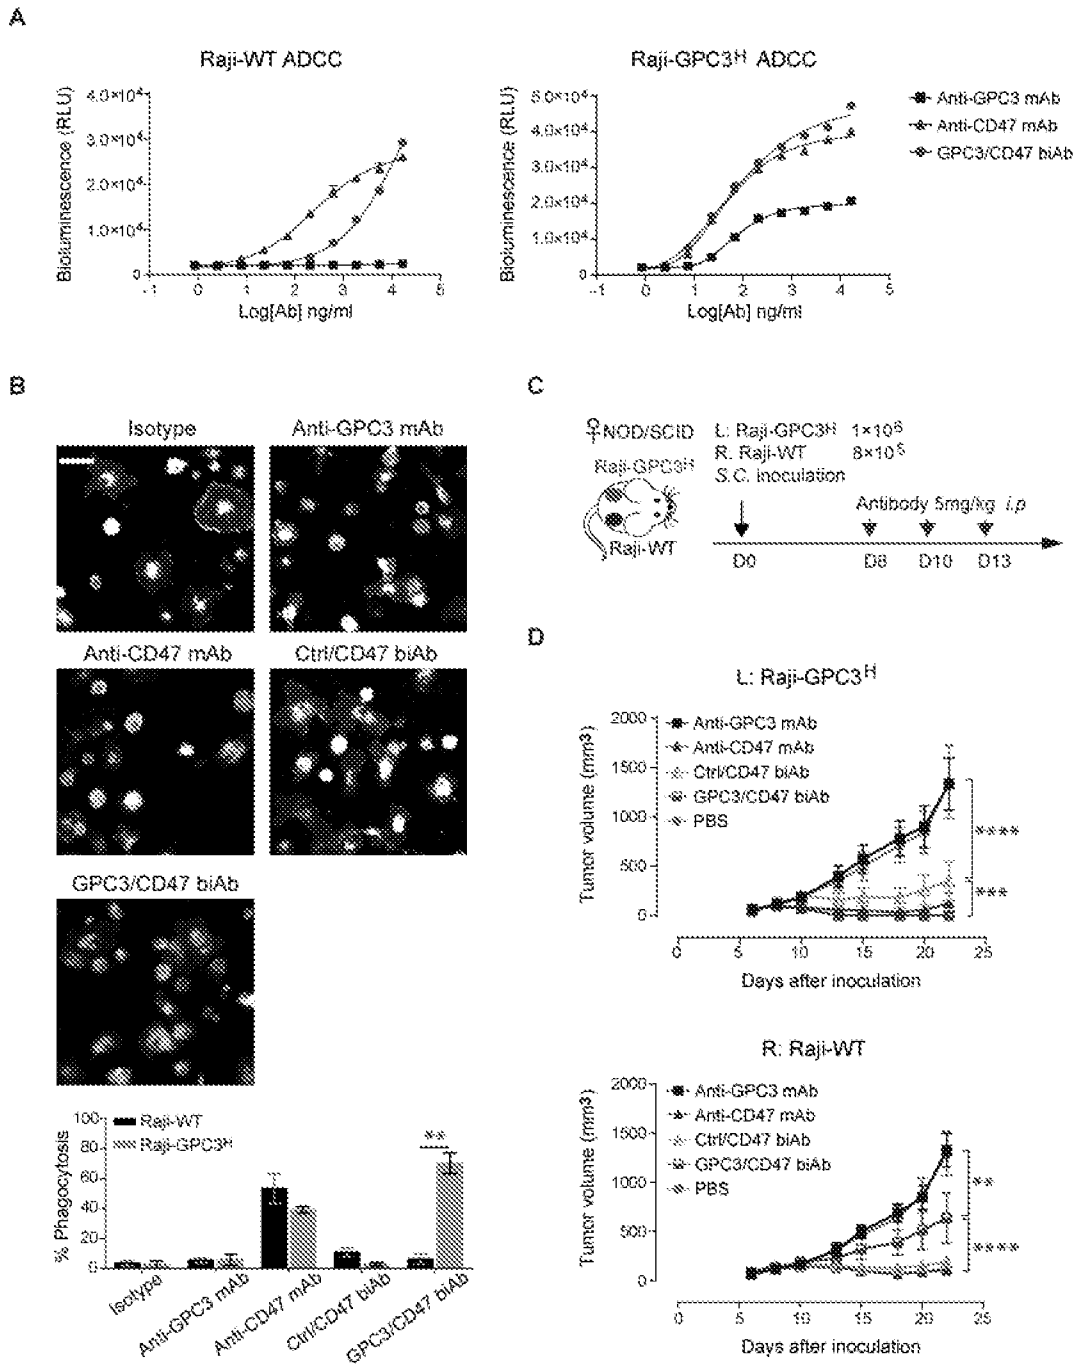 A
Raji-WT ADCC
Bioluminescence (RLU)
4.0×10⁴
3.0×10⁴
2.0×10⁴
1.0×10⁴
0
-1 0 1 2 3 4 5
Log[Ab] ng/ml
Raji-GPC3ᴴ ADCC
Bioluminescence (RLU)
5.0×10⁴
4.0×10⁴
3.0×10⁴
2.0×10⁴
1.0×10⁴
0
-1 0 1 2 3 4 5
Log[Ab] ng/ml
Anti-GPC3 mAb
Anti-CD47 mAb
GPC3/CD47 biAb
B
Isotype
Anti-GPC3 mAb
Anti-CD47 mAb
Ctrl/CD47 biAb
GPC3/CD47 biAb
% Phagocytosis
100
80
60
40
20
0
Raji-WT
Raji-GPC3ᴴ
**
Isotype
Anti-GPC3 mAb
Anti-CD47 mAb
Ctrl/CD47 biAb
GPC3/CD47 biAb
C
♀NOD/SCID
Raji-GPC3ᴴ
Raji-WT
L: Raji-GPC3ᴴ 1×10⁶
R: Raji-WT 8×10⁵
S.C. inoculation
Antibody 5mg/kg i.p
D0 D8 D10 D13
D
L: Raji-GPC3ᴴ
Tumor volume (mm³)
2000
1500
1000
500
0
Anti-GPC3 mAb
Anti-CD47 mAb
Ctrl/CD47 biAb
GPC3/CD47 biAb
PBS
****
***
0 5 10 15 20 25
Days after inoculation
R: Raji-WT
Tumor volume (mm³)
2000
1500
1000
500
0
Anti-GPC3 mAb
Anti-CD47 mAb
Ctrl/CD47 biAb
GPC3/CD47 biAb
PBS
**
****
0 5 10 15 20 25
Days after inoculation